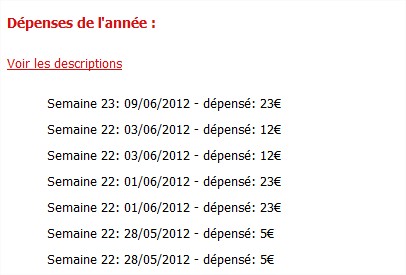 Dépenses de l'année :
Voir les descriptions
Semaine 23: 09/06/2012 - dépensé: 23€
Semaine 22: 03/06/2012 - dépensé: 12€
Semaine 22: 03/06/2012 - dépensé: 12€
Semaine 22: 01/06/2012 - dépensé: 23€
Semaine 22: 01/06/2012 - dépensé: 23€
Semaine 22: 28/05/2012 - dépensé: 5€
Semaine 22: 28/05/2012 - dépensé: 5€